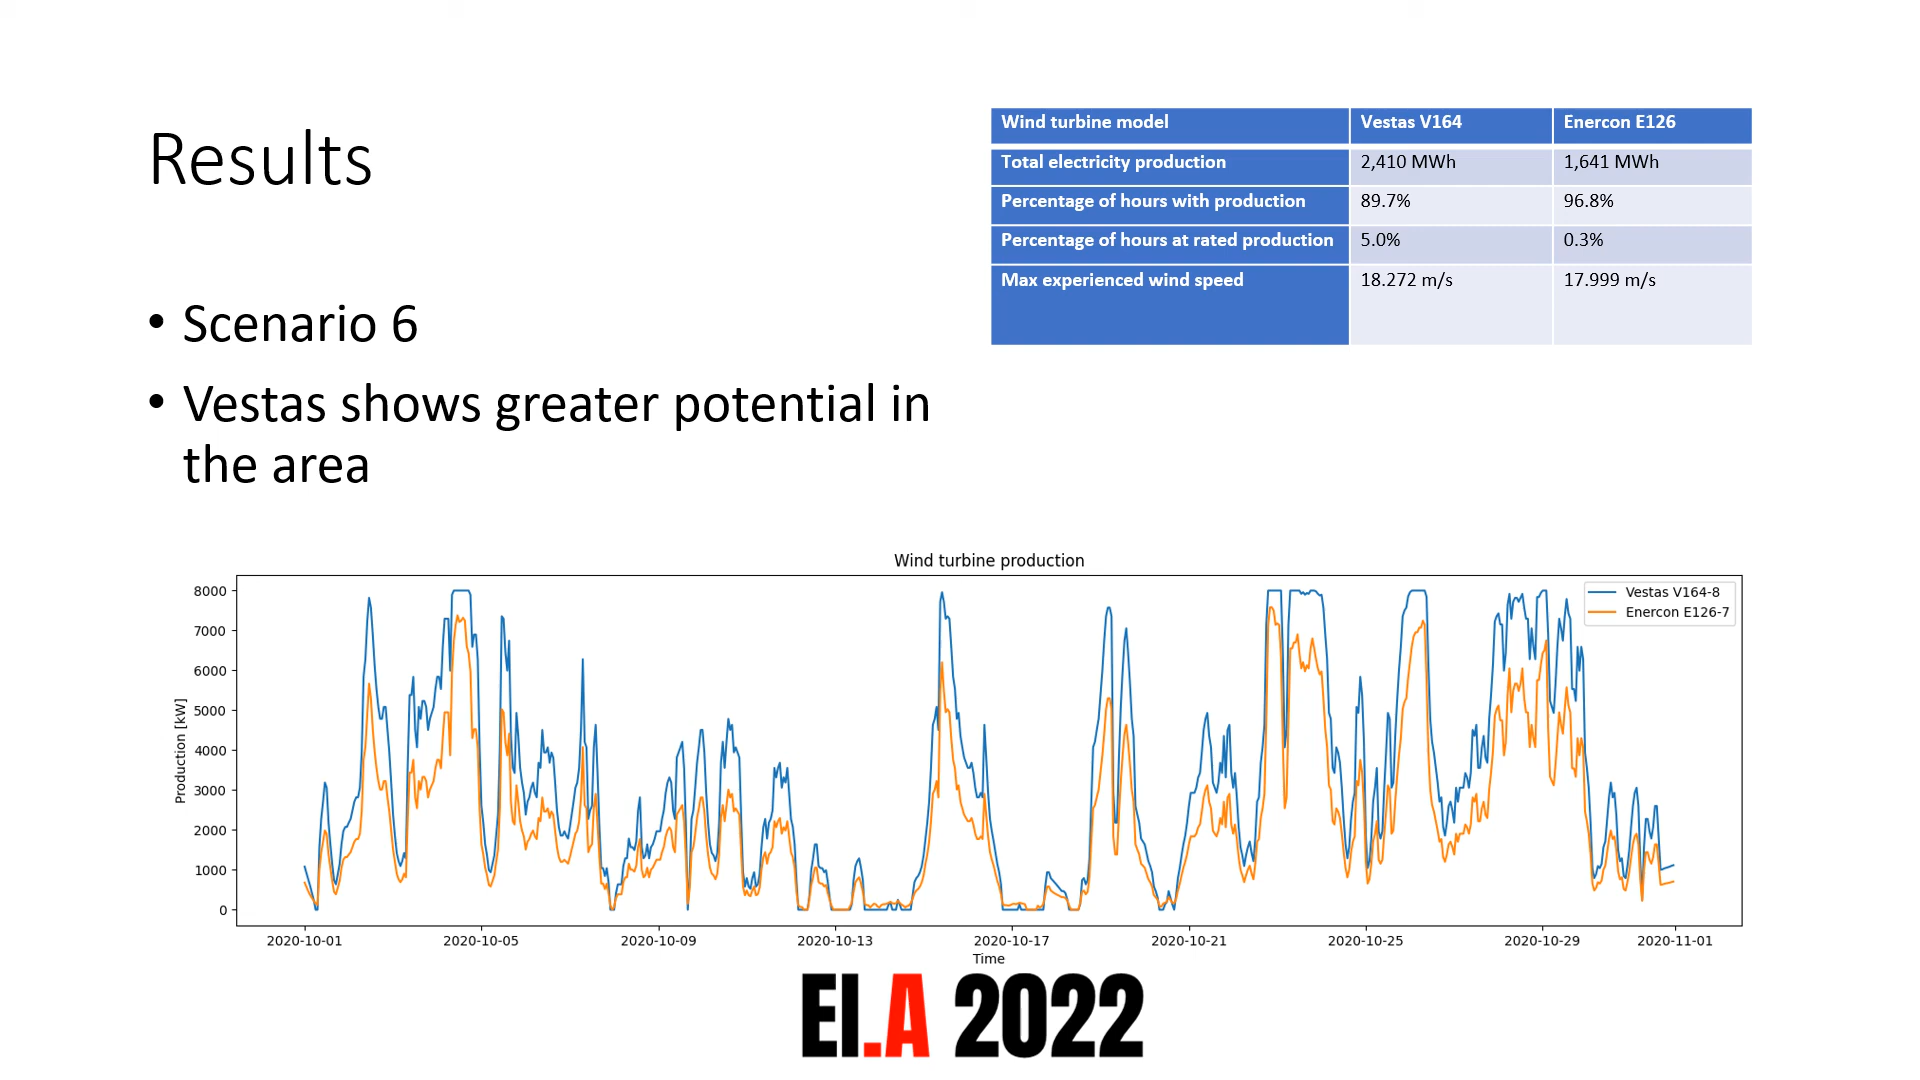 Results
• Scenario 6
• Vestas shows greater potential in
the area
Wind turbine model Vestas V164 Enercon E126
Total electricity production 2,410 MWh 1,641 MWh
Percentage of hours with production 89.7% 96.8%
Percentage of hours at rated production 5.0% 0.3%
Max experienced wind speed 18.272 m/s 17.999 m/s
Wind turbine production
Vestas V164-8
Enercon E126-7
Production [kW]
8000
7000
6000
5000
4000
3000
2000
1000
0
2020-10-01 2020-10-05 2020-10-09 2020-10-13 2020-10-17 2020-10-21 2020-10-25 2020-10-29 2020-11-01
Time
EI.A 2022